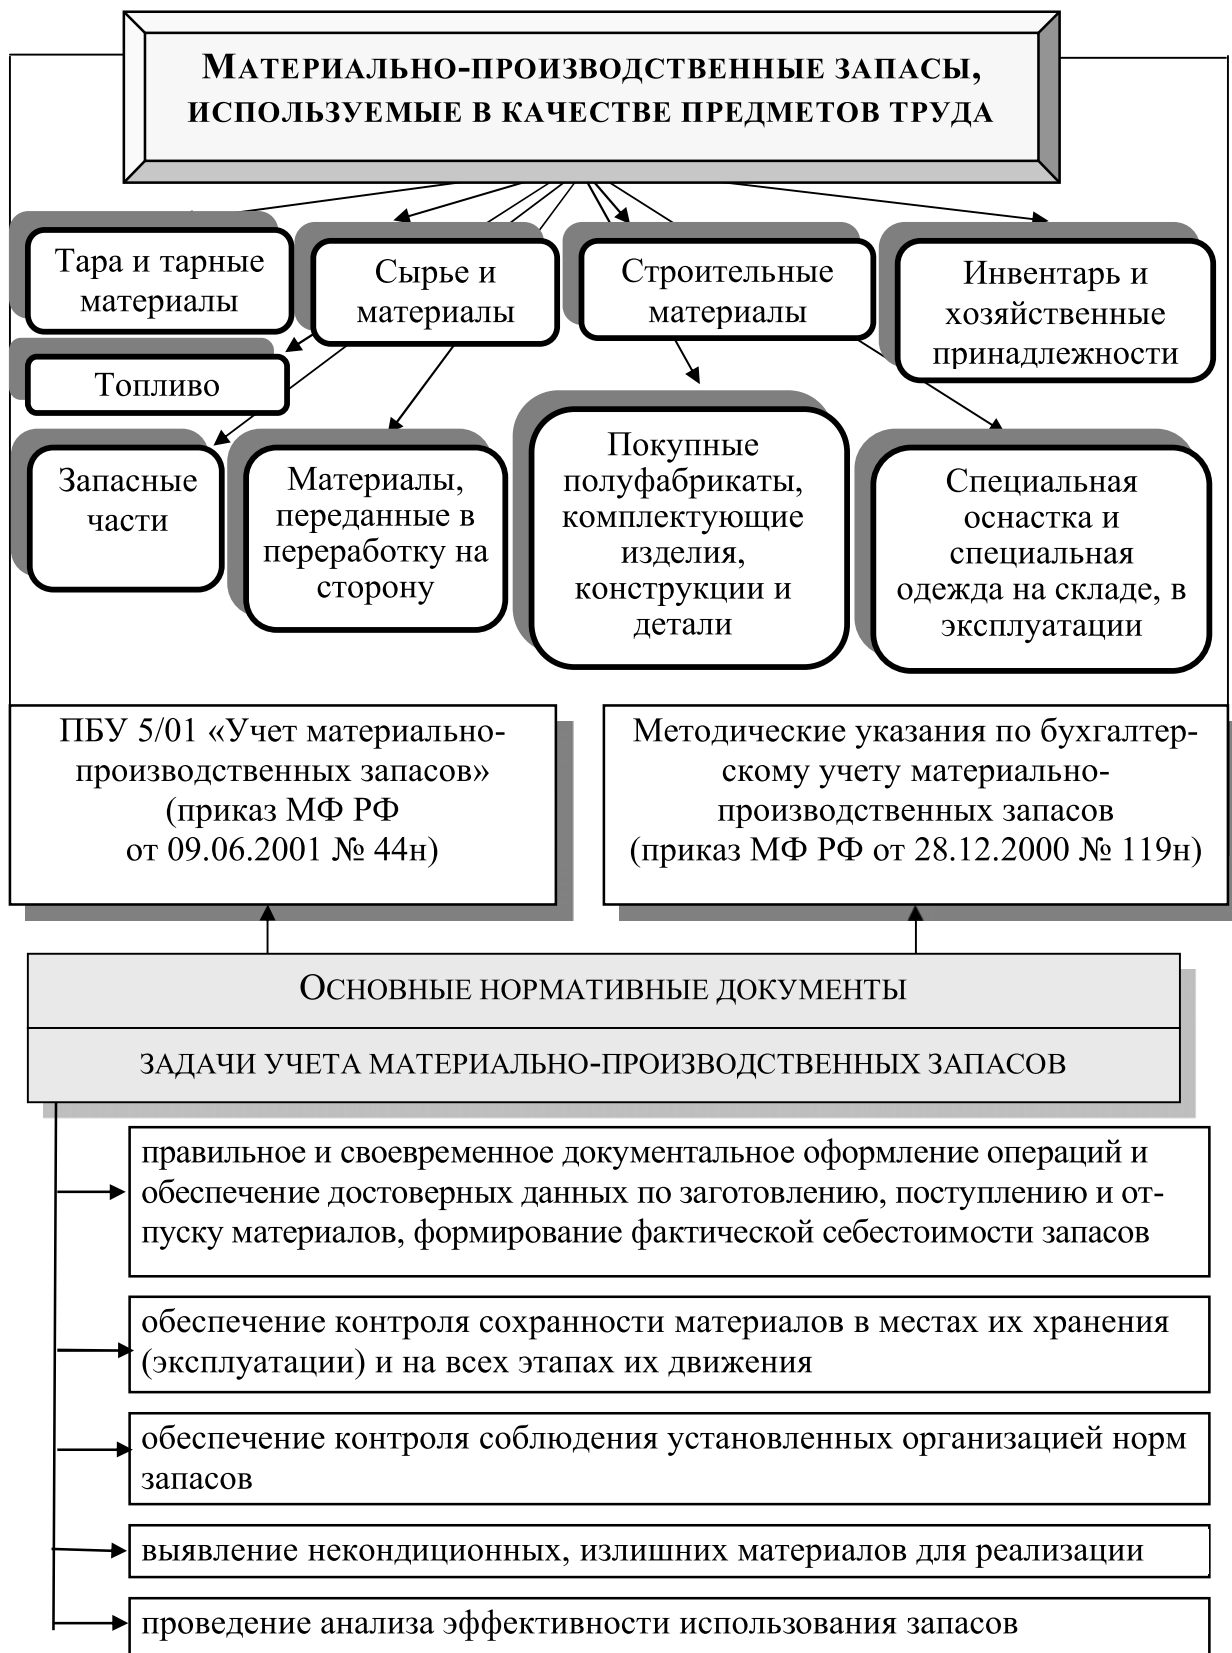 МАТЕРИАЛЬНО-ПРОИЗВОДСТВЕННЫЕ ЗАПАСЫ,
ИСПОЛЬЗУЕМЫЕ В КАЧЕСТВЕ ПРЕДМЕТОВ ТРУДА
Тара и тарные
материалы
Сырье и
материалы
Строительные
материалы
Инвентарь и
хозяйственные
принадлежности
Топливо
Запасные
части
Материалы,
переданные в
переработку на
сторону
Покупные
полуфабрикаты,
комплектующие
изделия,
конструкции и
детали
Специальная
оснастка и
специальная
одежда на складе, в
эксплуатации
ПБУ 5/01 «Учет материально-
производственных запасов»
(приказ МФ РФ
от 09.06.2001 № 44н)
Методические указания по бухгалтер-
скому учету материально-
производственных запасов
(приказ МФ РФ от 28.12.2000 № 119н)
ОСНОВНЫЕ НОРМАТИВНЫЕ ДОКУМЕНТЫ
ЗАДАЧИ УЧЕТА МАТЕРИАЛЬНО-ПРОИЗВОДСТВЕННЫХ ЗАПАСОВ
правильное и своевременное документальное оформление операций и
обеспечение достоверных данных по заготовлению, поступлению и от-
пуску материалов, формирование фактической себестоимости запасов
обеспечение контроля сохранности материалов в местах их хранения
(эксплуатации) и на всех этапах их движения
обеспечение контроля соблюдения установленных организацией норм
запасов
выявление некондиционных, излишних материалов для реализации
проведение анализа эффективности использования запасов